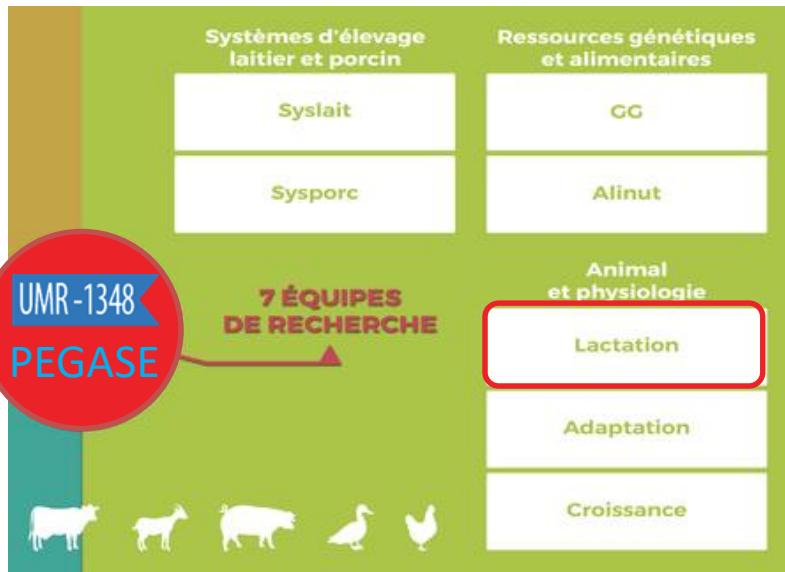 Systèmes d'élevage
laitier et porcin
Syslait
Sysporc
Ressources génétiques
et alimentaires
GG
Alinut
UMR-1348
PEGASE
7 ÉQUIPES
DE RECHERCHE
Animal
et physiologie
Lactation
Adaptation
Croissance